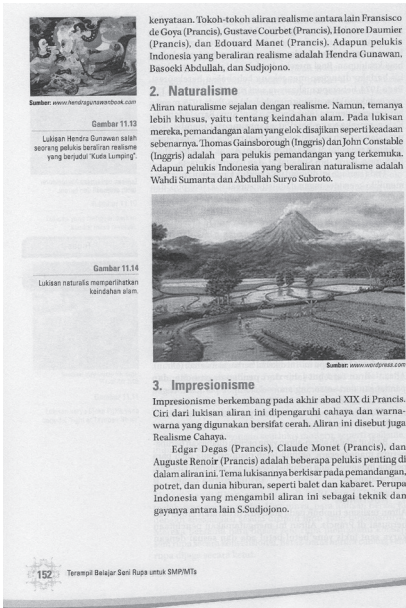 kenyataan. Tokoh-tokoh aliran realisme antara lain Fransisco
de Goya (Prancis), Gustave Courbet (Prancis), Honore Daumier
(Prancis), dan Edouard Manet (Prancis). Adapun pelukis
Indonesia yang beraliran realisme adalah Hendra Gunawan,
Basoeki Abdullah, dan Sudjojono.
Sumber: www.hendragunawanbook.com
Gambar 11.13
Lukisan Hendra Gunawan salah
seorang pelukis beraliran realisme
yang berjudul "Kuda Lumping".
2. Naturalisme
Aliran naturalisme sejalan dengan realisme. Namun, temanya
lebih khusus, yaitu tentang keindahan alam. Pada lukisan
mereka, pemandangan alam yang elok disajikan seperti keadaan
sebenarnya. Thomas Gainsborough (Inggris) dan John Constable
(Inggris) adalah para pelukis pemandangan yang terkemuka.
Adapun pelukis Indonesia yang beraliran naturalisme adalah
Wahdi Sumanta dan Abdullah Suryo Subroto.
Gambar 11.14
Lukisan naturalis memperlihatkan
keindahan alam.
Sumber: www.wordpress.com
3. Impresionisme
Impresionisme berkembang pada akhir abad XIX di Prancis.
Ciri dari lukisan aliran ini dipengaruhi cahaya dan warna-
warna yang digunakan bersifat cerah. Aliran ini disebut juga
Realisme Cahaya.
Edgar Degas (Prancis), Claude Monet (Prancis), dan
Auguste Renoir (Prancis) adalah beberapa pelukis penting di
dalam aliran ini. Tema lukisannya berkisar pada pemandangan,
potret, dan dunia hiburan, seperti balet dan kabaret. Perupa
Indonesia yang mengambil aliran ini sebagai teknik dan
gayanya antara lain S.Sudjojono.
152 Terampil Belajar Seni Rupa untuk SMP/MTs